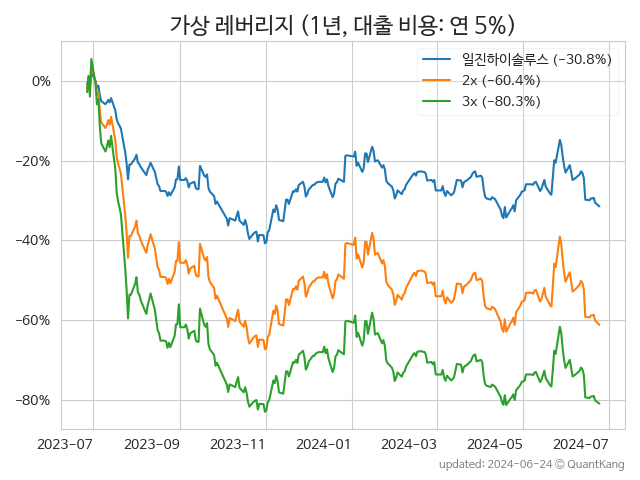 가상 레버리지 (1년, 대출 비용: 연 5%)
일진하이솔루스 (−30.8%)
2x (−60.4%)
3x (−80.3%)
0%
−20%
−40%
−60%
−80%
2023-07
2023-09
2023-11
2024-01
2024-03
2024-05
2024-07
updated: 2024-06-24 © QuantKang